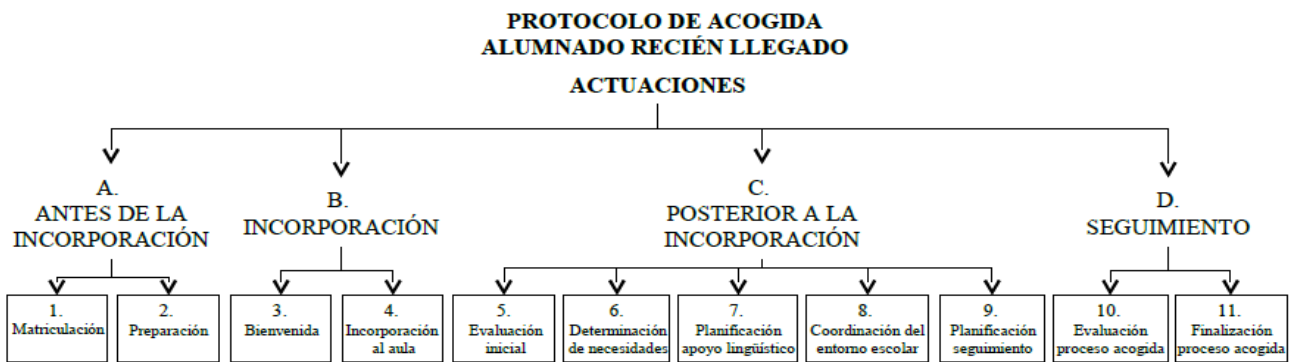 PROTOCOLO DE ACOGIDA
ALUMNADO RECIÉN LLEGADO
ACTUACIONES
A.
ANTES DE LA
INCORPORACIÓN
B.
INCORPORACIÓN
C.
POSTERIOR A LA
INCORPORACIÓN
D.
SEGUIMIENTO
1.
Matriculación
2.
Preparación
3.
Bienvenida
4.
Incorporación
al aula
5.
Evaluación
inicial
6.
Determinación
de necesidades
7.
Planificación
apoyo lingüístico
8.
Coordinación del
entorno escolar
9.
Planificación
seguimiento
10.
Evaluación
proceso acogida
11.
Finalización
proceso acogida